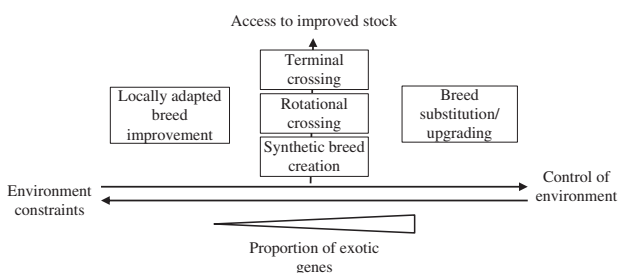 Access to improved stock
Terminal
crossing
Locally adapted
breed
improvement
Rotational
crossing
Breed
substitution/
upgrading
Synthetic breed
creation
Environment
constraints
Control of
environment
Proportion of exotic
genes